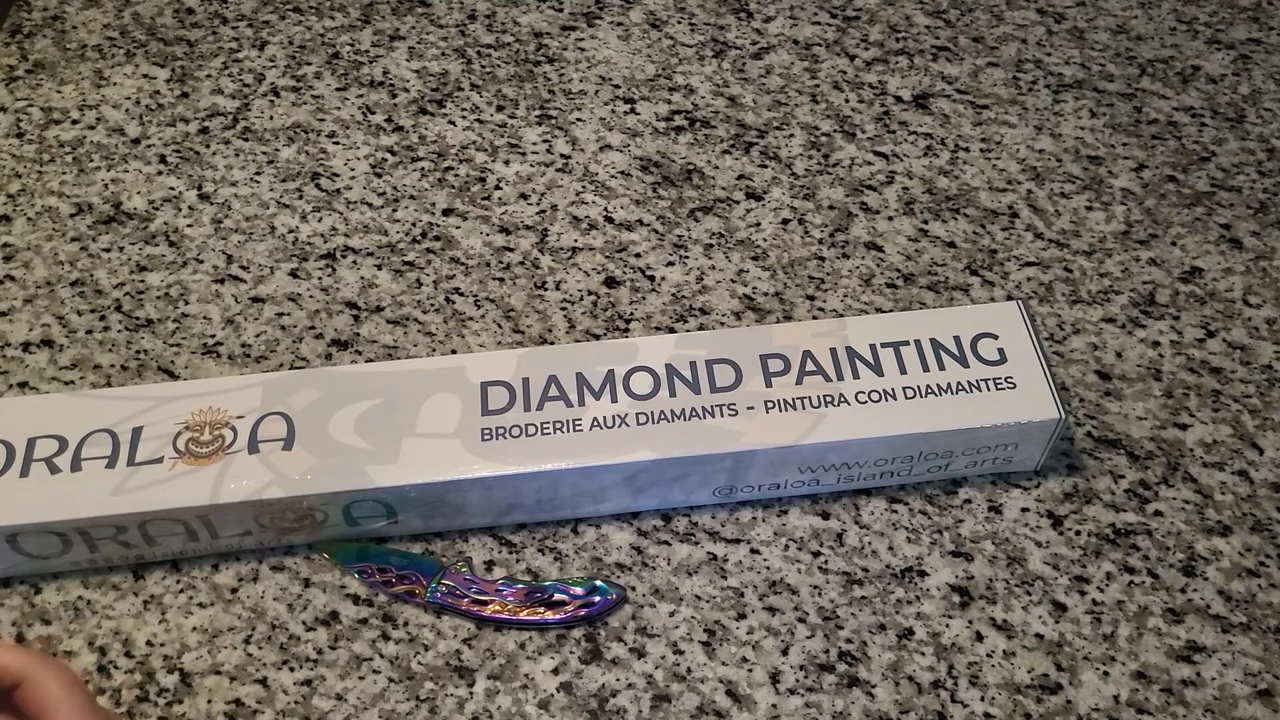 ORALOA
DIAMOND PAINTING
BRODERIE AUX DIAMANTS - PINTURA CON DIAMANTES
ORALOA
www.oraloa.com
@oraloa_island_of_arts